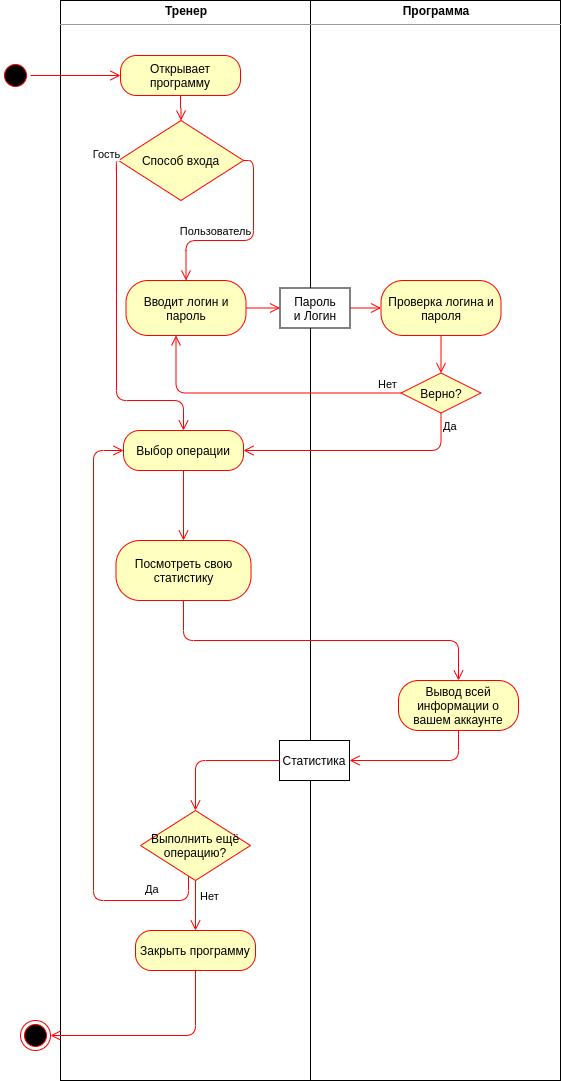 Тренер
Программа
Открывает
программу
Гость
Способ входа
Пользователь
Вводит логин и
пароль
Пароль
и Логин
Проверка логина и
пароля
Нет
Верно?
Да
Выбор операции
Посмотреть свою
статистику
Вывод всей
информации о
вашем аккаунте
Статистика
Выполнить ещё
операцию?
Да
Нет
Закрыть программу